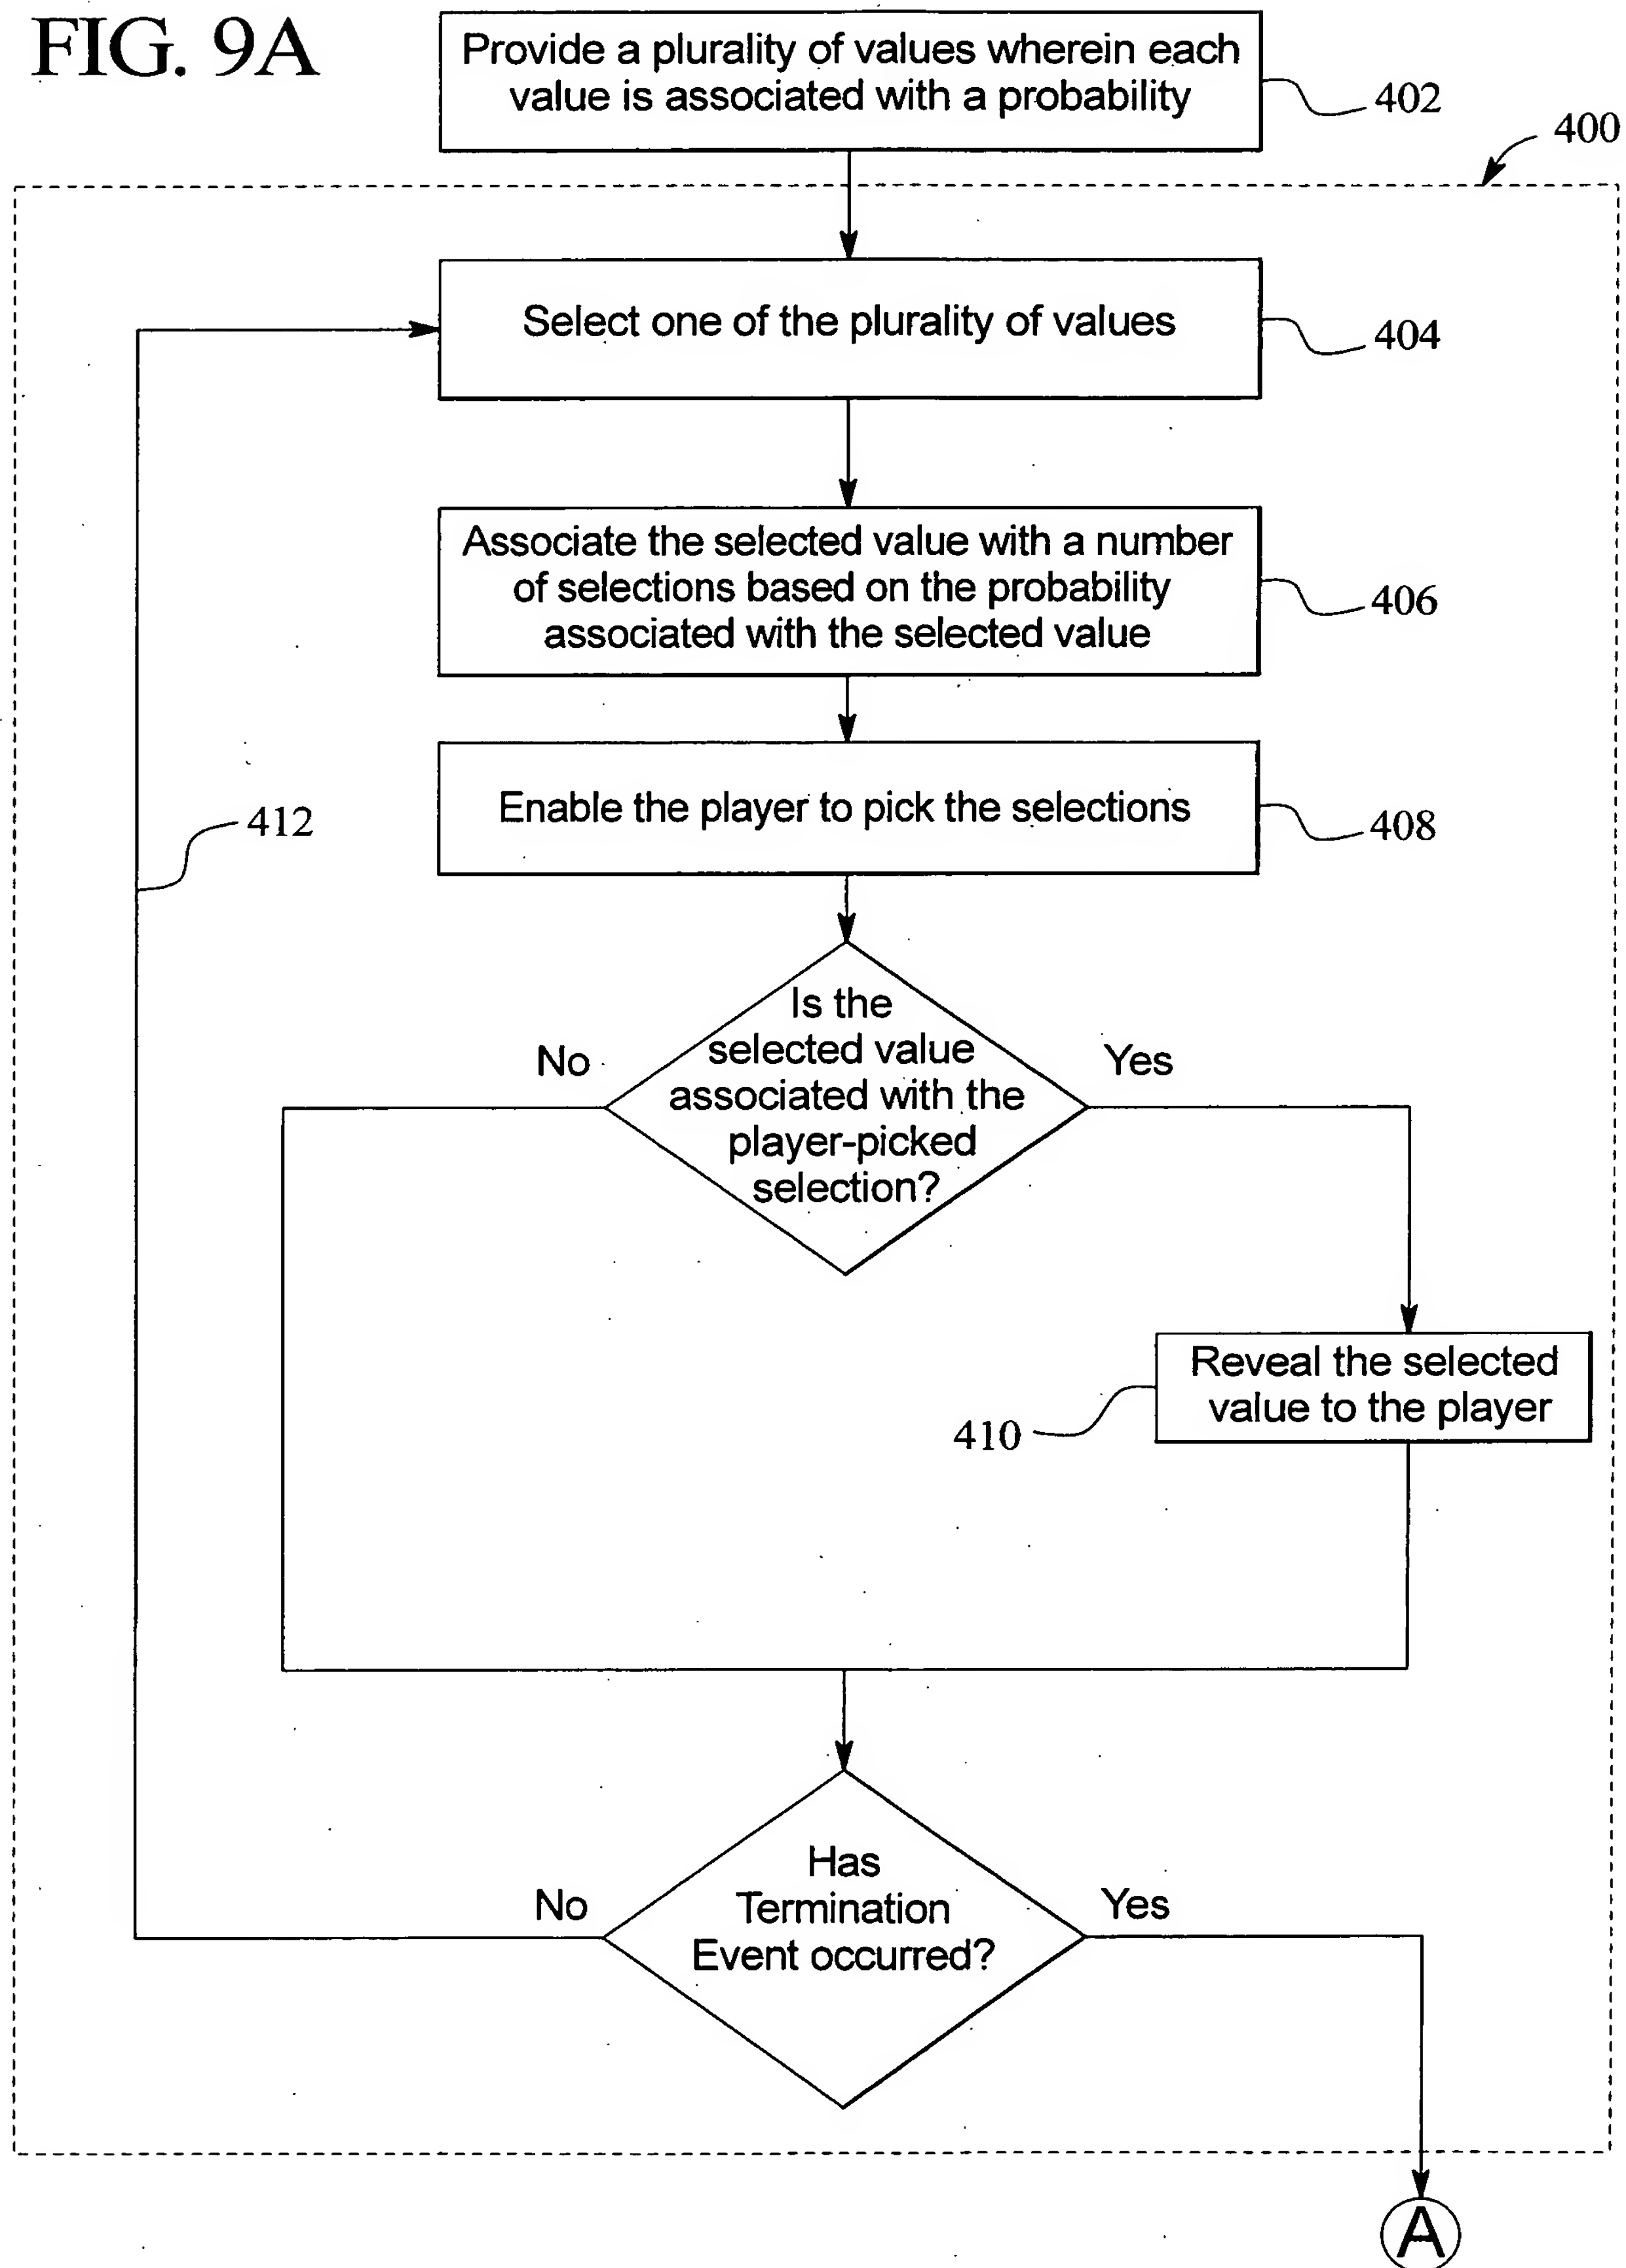 FIG. 9A
Provide a plurality of values wherein each
value is associated with a probability
402
400
Select one of the plurality of values
404
Associate the selected value with a number
of selections based on the probability
associated with the selected value
406
Enable the player to pick the selections
408
412
Is the
selected value
associated with the
player-picked
selection?
No
Yes
Reveal the selected
value to the player
410
Has
Termination
Event occurred?
No
Yes
A